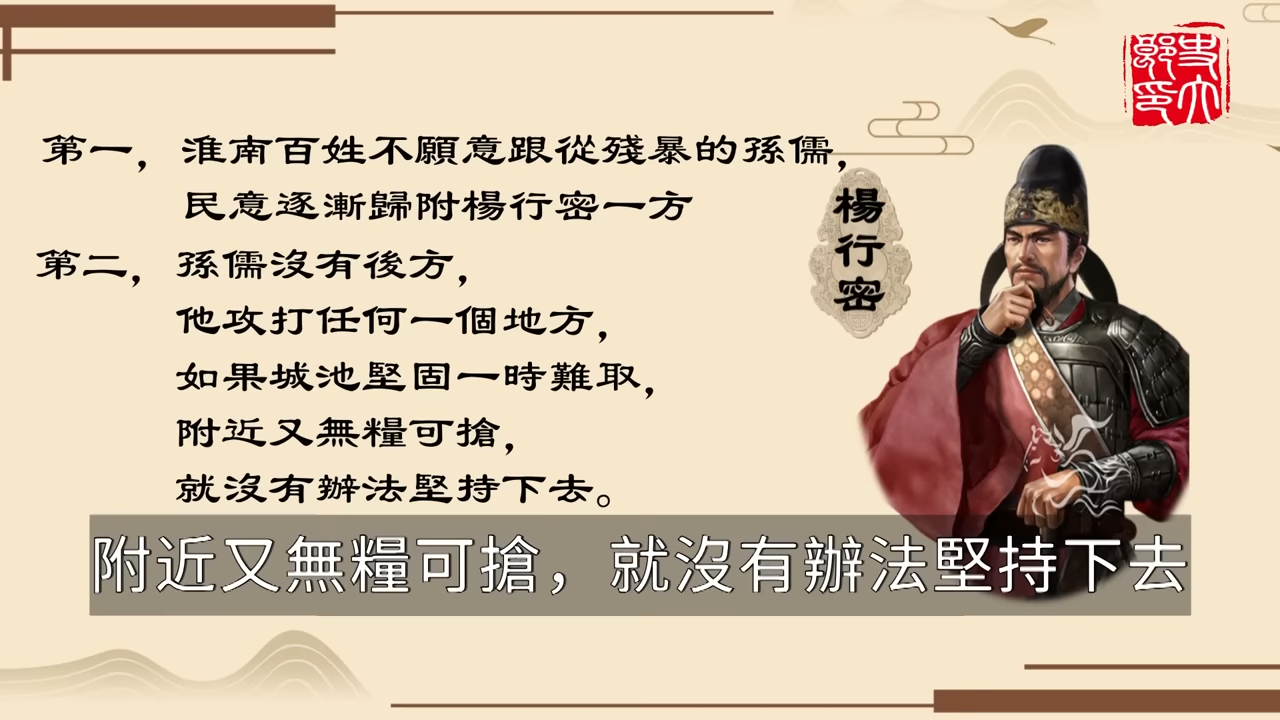 第一，淮南百姓不願意跟從殘暴的孫儒，
民意逐漸歸附楊行密一方
第二，孫儒沒有後方，
他攻打任何一個地方，
如果城池堅固一時難取，
附近又無糧可搶，
就沒有辦法堅持下去。
楊行密
附近又無糧可搶，就沒有辦法堅持下去